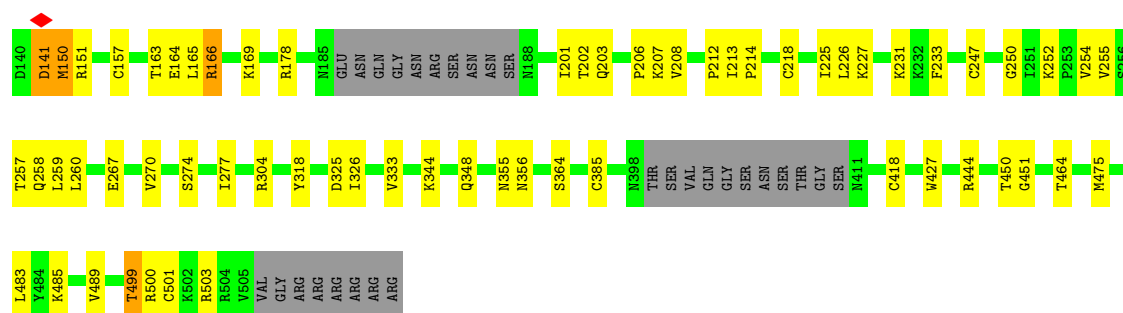 D140 D141 M150 R151 C157 T163 E164 L165 R166 K169 R178 N185 GLU ASN GLN GLY ASN ARG SER ASN ASN SER N188 I201 T202 Q203 P206 K207 V208 P212 I213 P214 C218 I225 L226 K227 K231 K232 F233 C247 G250 I251 K252 P253 V254 V255 S256
T257 Q258 L259 L260 E267 V270 S274 I277 R304 Y318 D325 I326 V333 K344 Q348 N355 N356 S364 C385 N398 THR SER VAL GLN GLY SER ASN SER THR GLY SER N411 C418 W427 R444 T450 G451 T464 M475
L483 Y484 K485 V489 T499 R500 C501 K502 R503 R504 V505 VAL GLY ARG ARG ARG ARG ARG ARG